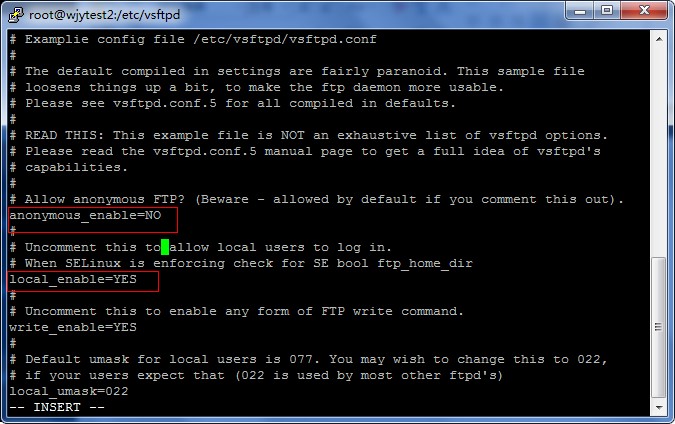 root@wjytest2:/etc/vsftpd
# Examplie config file /etc/vsftpd/vsftpd.conf
#
# The default compiled in settings are fairly paranoid. This sample file
# loosens things up a bit, to make the ftp daemon more usable.
# Please see vsftpd.conf.5 for all compiled in defaults.
#
# READ THIS: This example file is NOT an exhaustive list of vsftpd options.
# Please read the vsftpd.conf.5 manual page to get a full idea of vsftpd's
# capabilities.
#
# Allow anonymous FTP? (Beware - allowed by default if you comment this out).
anonymous_enable=NO
#
# Uncomment this to allow local users to log in.
# When SELinux is enforcing check for SE bool ftp_home_dir
local_enable=YES
#
# Uncomment this to enable any form of FTP write command.
write_enable=YES
#
# Default umask for local users is 077. You may wish to change this to 022,
# if your users expect that (022 is used by most other ftpd's)
local_umask=022
-- INSERT --